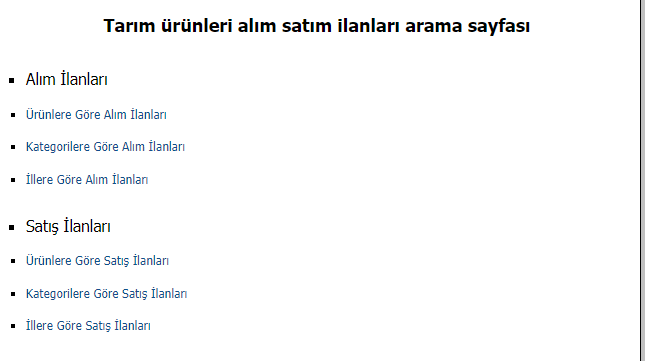 Tarım ürünleri alım satım ilanları arama sayfası
Alım İlanları
Ürünlere Göre Alım İlanları
Kategorilere Göre Alım İlanları
İllere Göre Alım İlanları
Satış İlanları
Ürünlere Göre Satış İlanları
Kategorilere Göre Satış İlanları
İllere Göre Satış İlanları